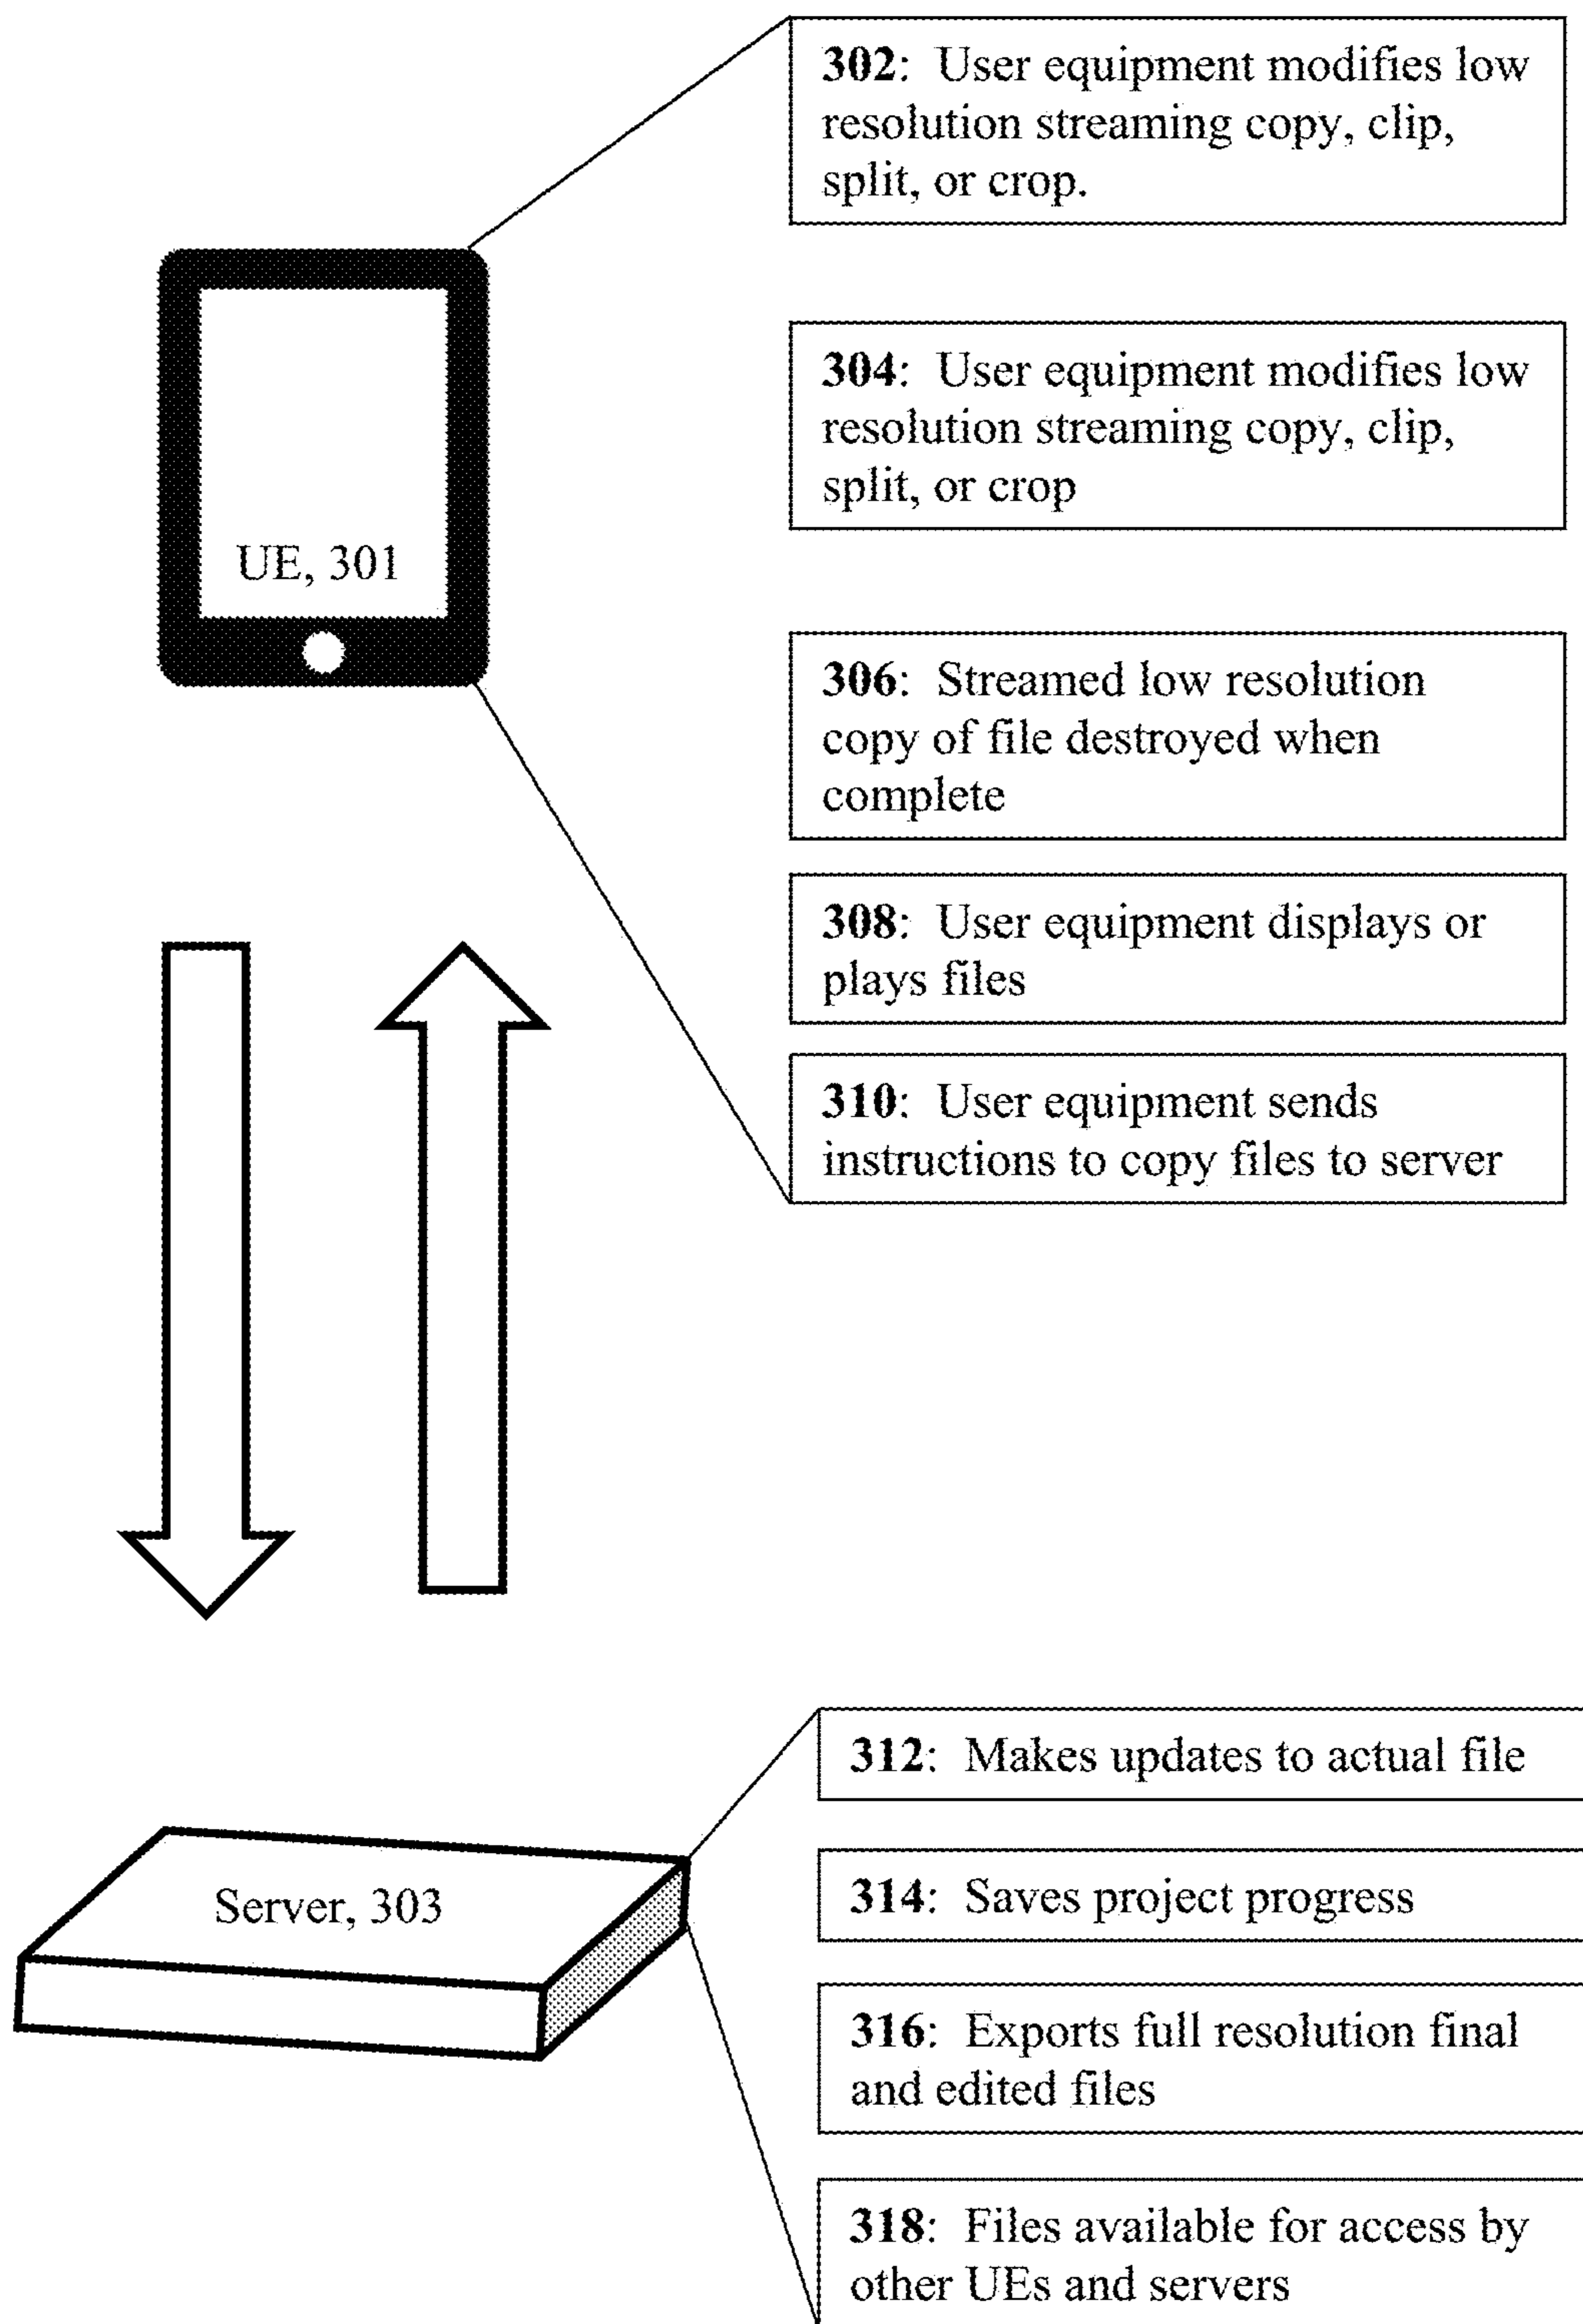 302: User equipment modifies low
resolution streaming copy, clip,
split, or crop.
304: User equipment modifies low
resolution streaming copy, clip,
split, or crop
UE, 301
306: Streamed low resolution
copy of file destroyed when
complete
308: User equipment displays or
plays files
310: User equipment sends
instructions to copy files to server
312: Makes updates to actual file
314: Saves project progress
Server, 303
316: Exports full resolution final
and edited files
318: Files available for access by
other UEs and servers